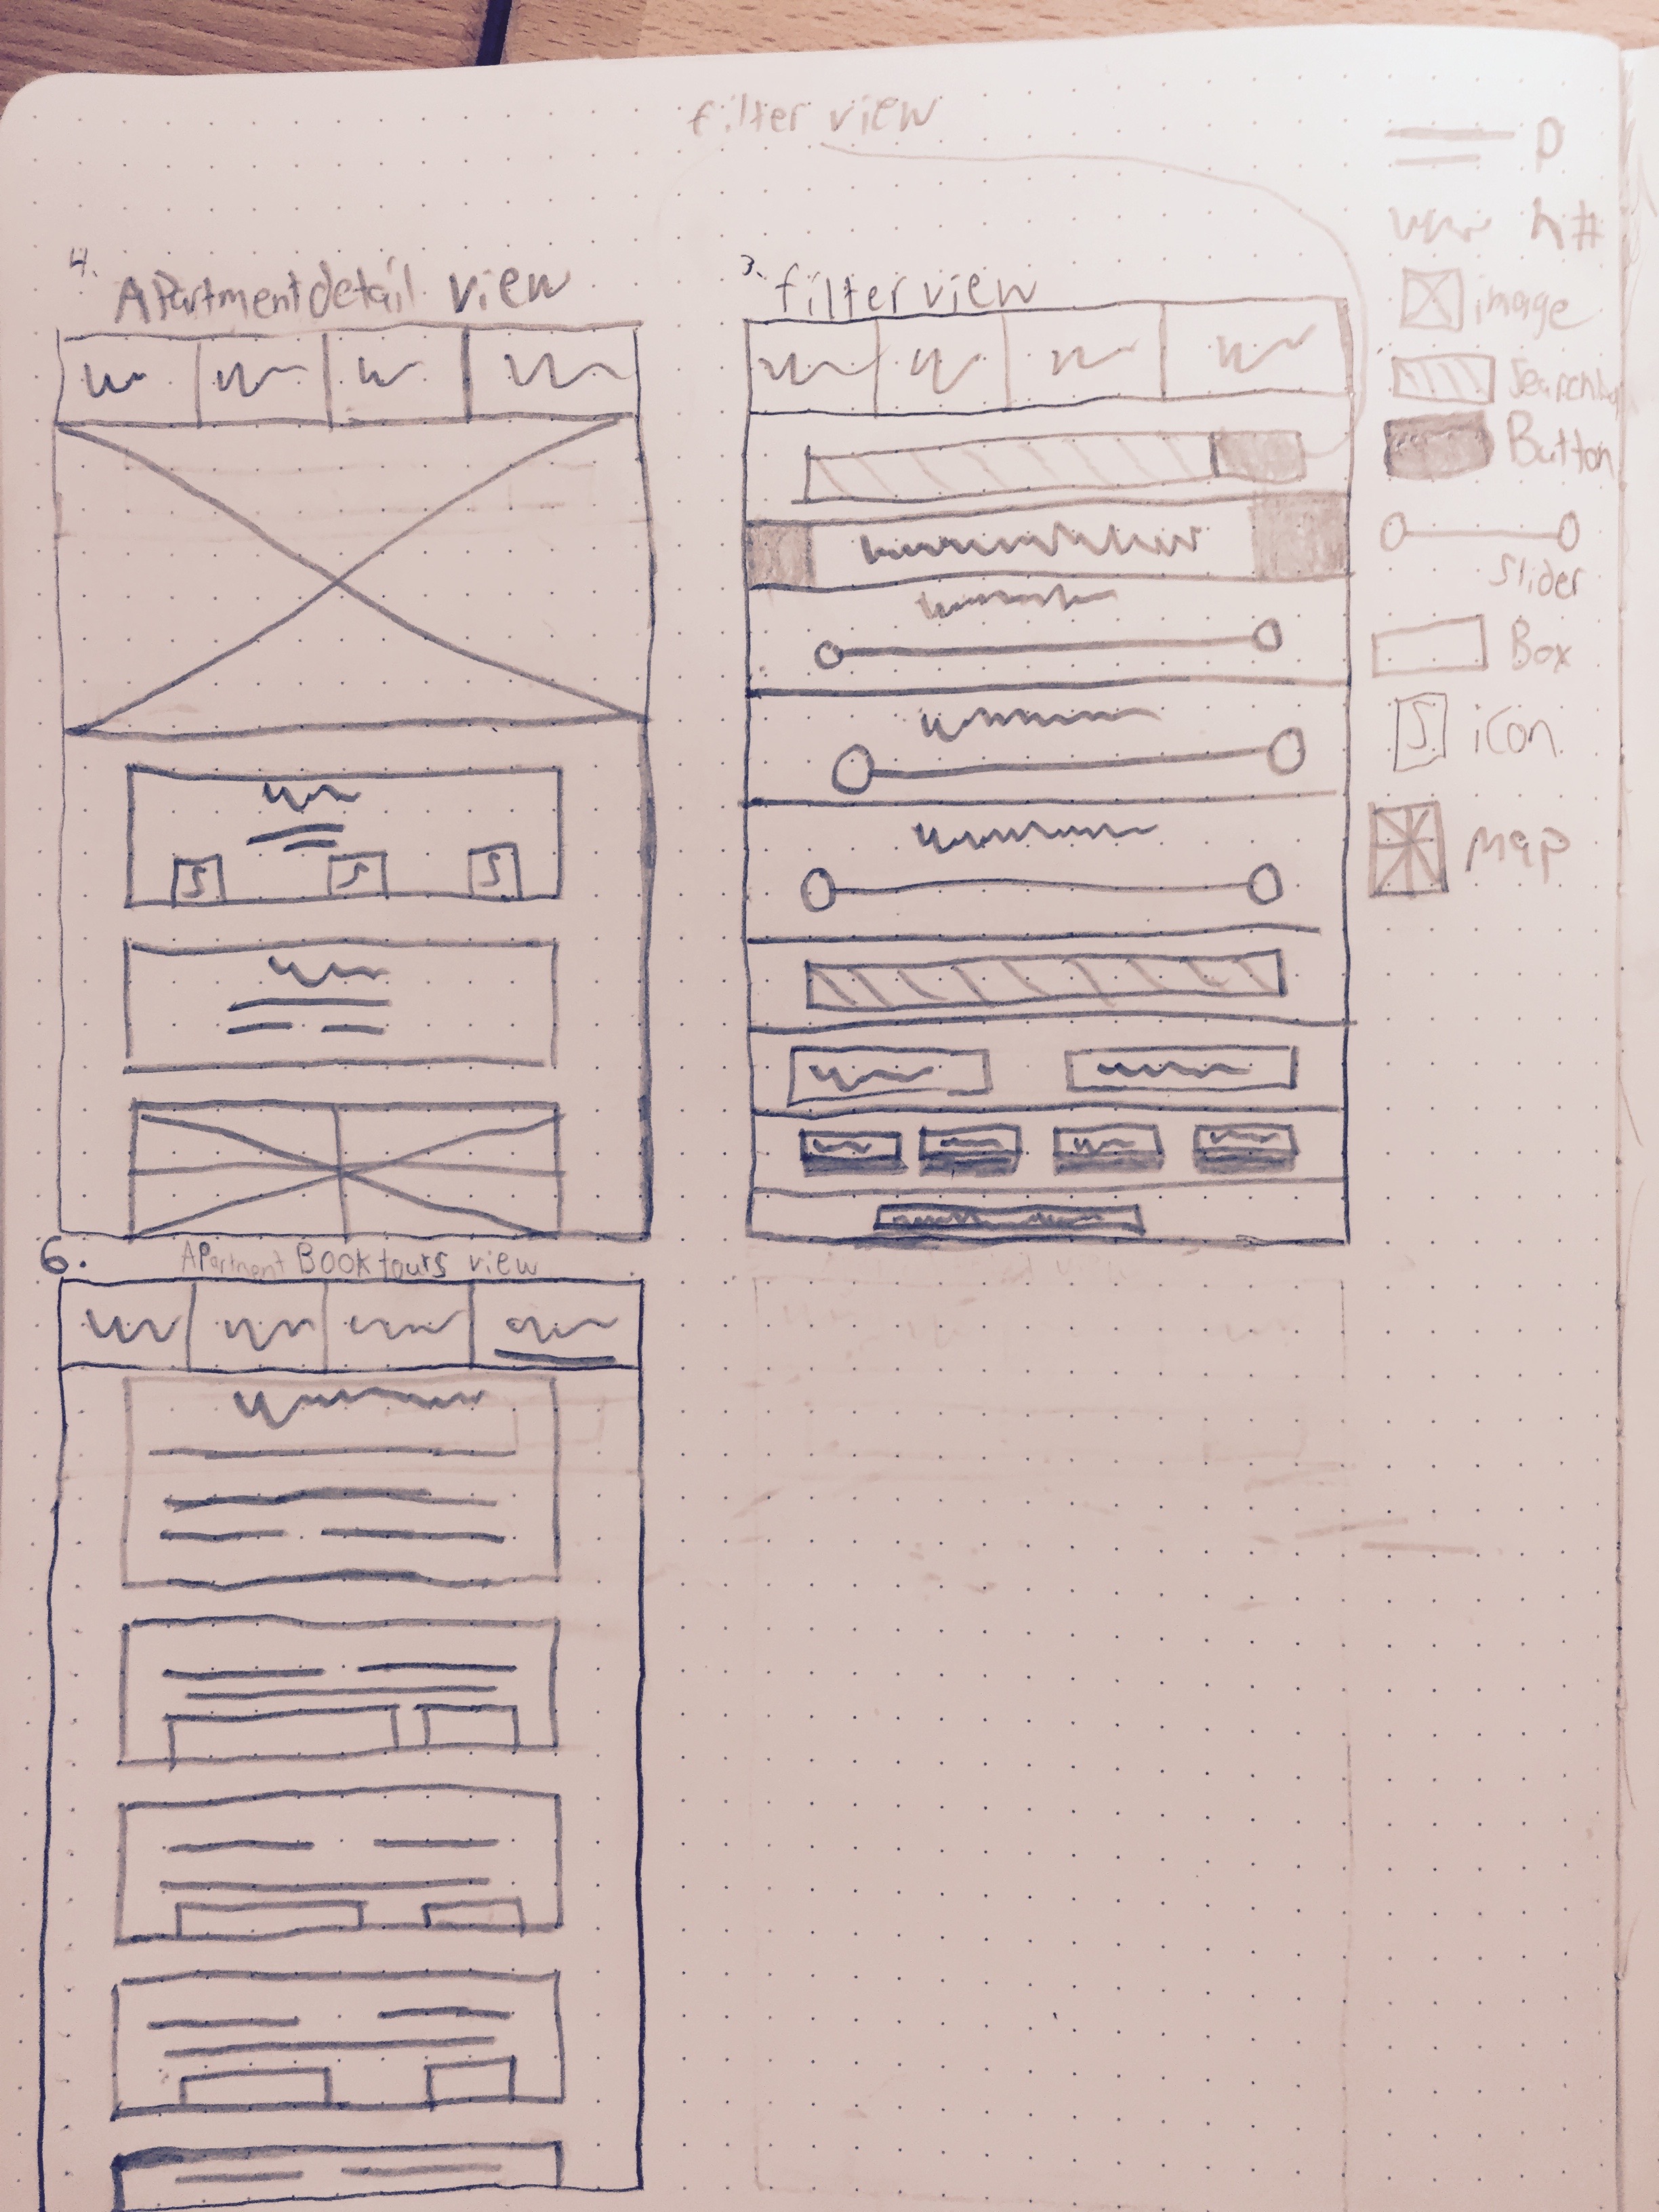 filter view
4. Apartment detail view
3. filter view
p
h#
image
Searchbar
Button
Slider
Box
icon
map
6. Apartment Book tours view